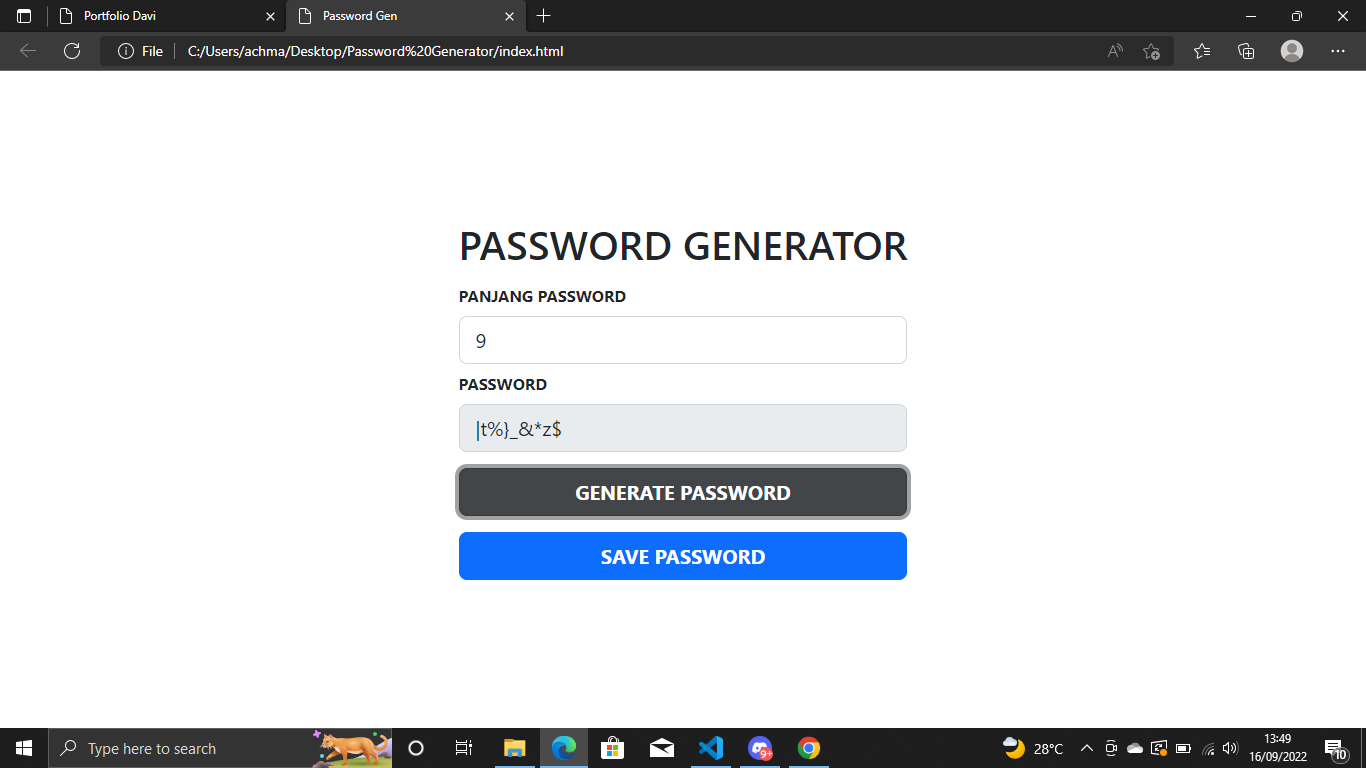 Portfolio Davi
Password Gen
File
C:/Users/achma/Desktop/Password%20Generator/index.html
PASSWORD GENERATOR
PANJANG PASSWORD
9
PASSWORD
|t%}_&*z$
GENERATE PASSWORD
SAVE PASSWORD
Type here to search
9+
28°C
13:49
16/09/2022
10